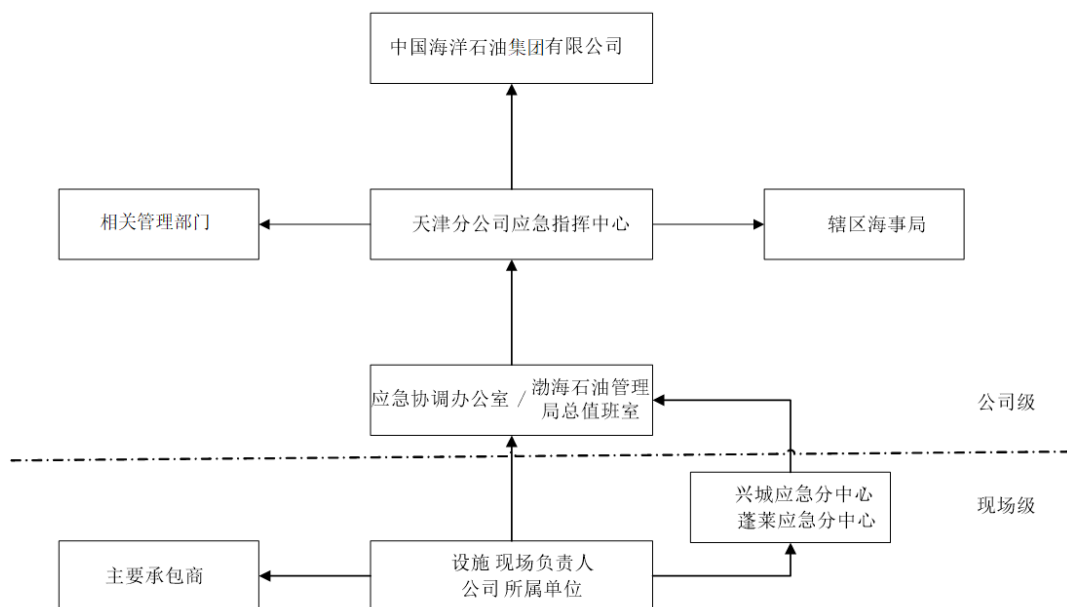 中国海洋石油集团有限公司
相关管理部门
天津分公司应急指挥中心
辖区海事局
应急协调办公室 / 渤海石油管理
局总值班室
公司级
兴城应急分中心
蓬莱应急分中心
现场级
主要承包商
设施 现场负责人
公司 所属单位